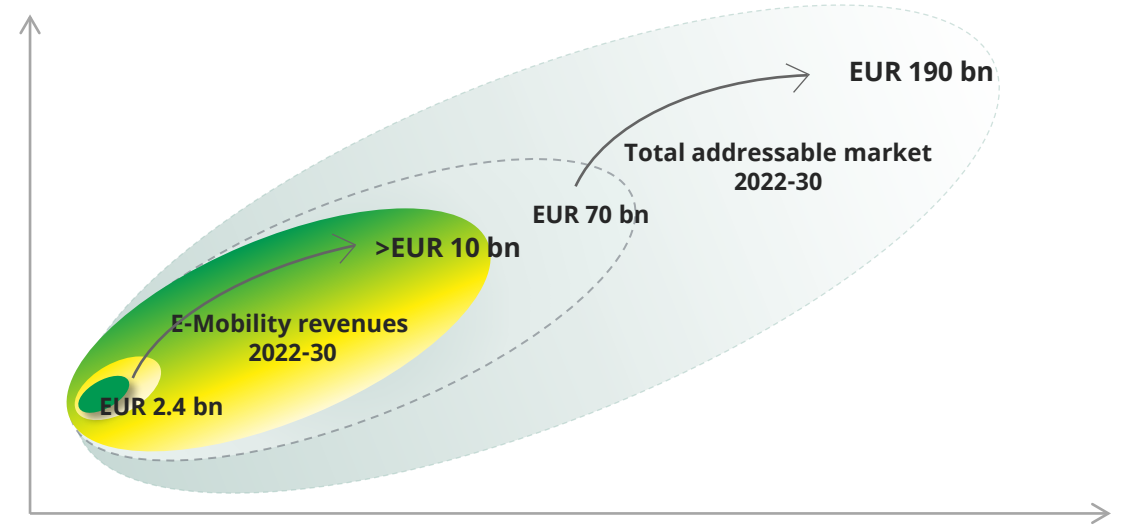 EUR 190 bn
Total addressable market
2022-30
EUR 70 bn
>EUR 10 bn
E-Mobility revenues
2022-30
EUR 2.4 bn